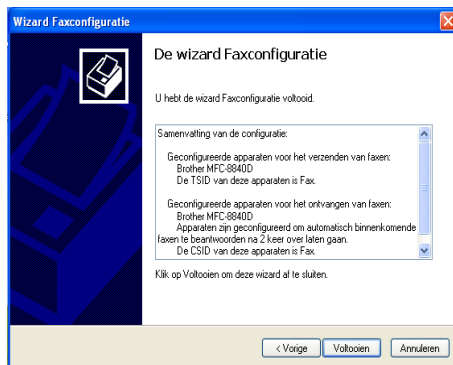 Wizard Faxconfiguratie
De wizard Faxconfiguratie
U hebt de wizard Faxconfiguratie voltooid.
Samenvatting van de configuratie:
Geconfigureerde apparaten voor het verzenden van faxen:
Brother MFC-8840D
De TSID van deze apparaten is Fax.
Geconfigureerde apparaten voor het ontvangen van faxen:
Brother MFC-8840D
Apparaten zijn geconfigureerd om automatisch binnenkomende
faxen te beantwoorden na 2 keer over laten gaan.
De CSID van deze apparaten is Fax.
Klik op Voltooien om deze wizard af te sluiten.
< Vorige Voltooien Annuleren